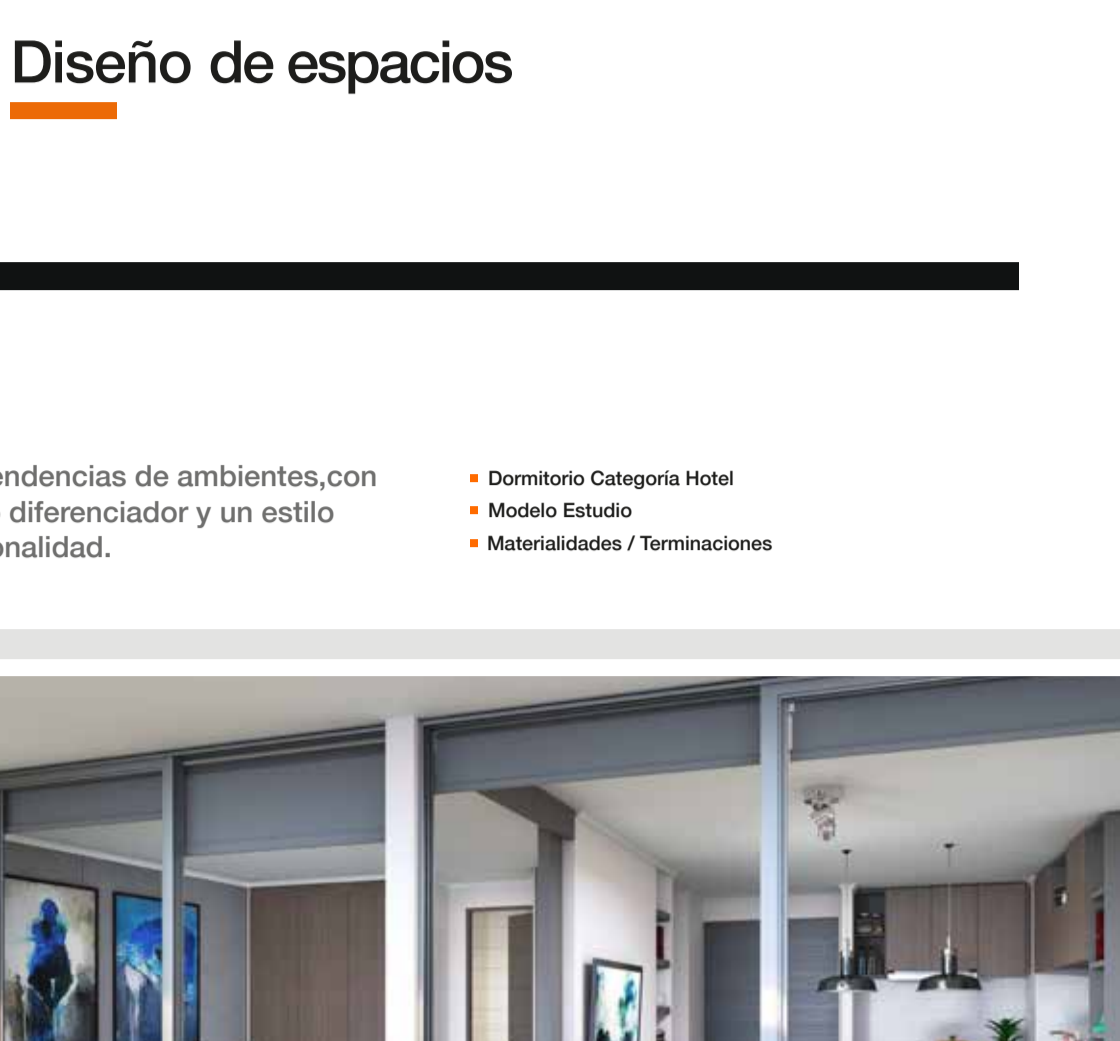 Diseño de espacios
endencias de ambientes,con
diferenciador y un estilo
onalidad.
Dormitorio Categoría Hotel
Modelo Estudio
Materialidades / Terminaciones